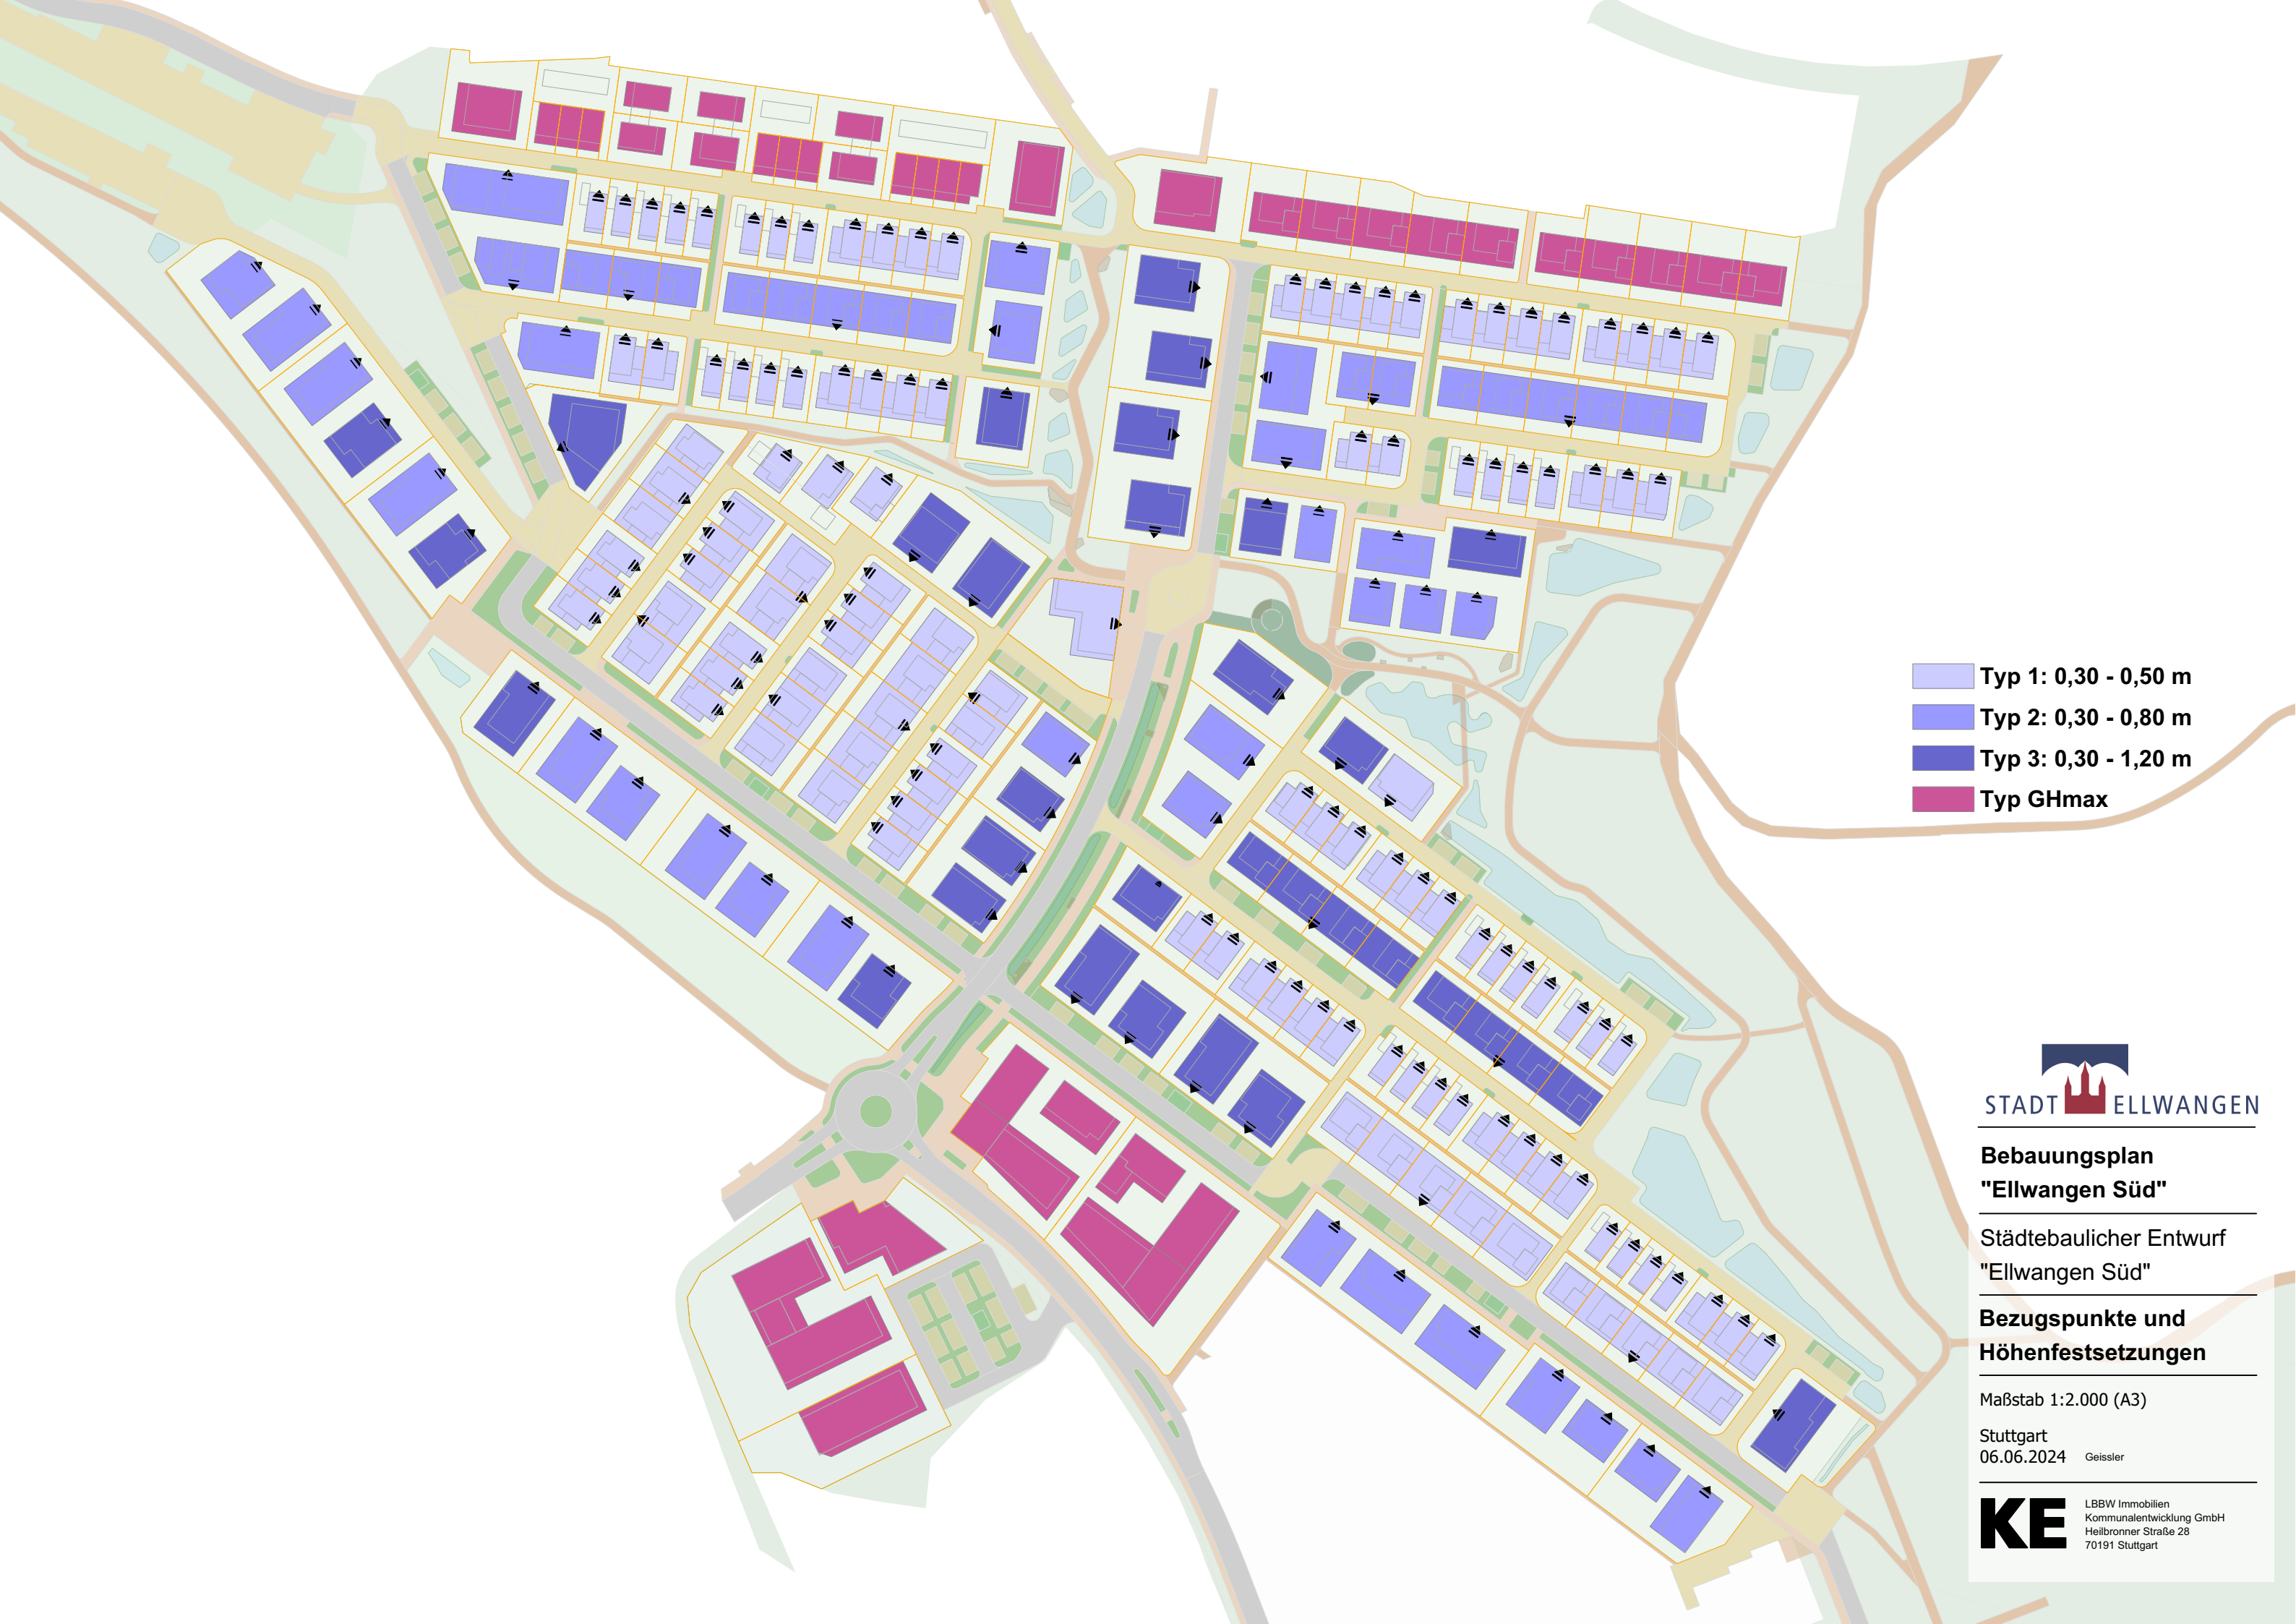 Typ 1: 0,30 - 0,50 m
Typ 2: 0,30 - 0,80 m
Typ 3: 0,30 - 1,20 m
Typ GHmax
STADT ELLWANGEN
Bebauungsplan
"Ellwangen Süd"
Städtebaulicher Entwurf
"Ellwangen Süd"
Bezugspunkte und
Höhenfestsetzungen
Maßstab 1:2.000 (A3)
Stuttgart
06.06.2024 Geissler
KE
LBBW Immobilien
Kommunalentwicklung GmbH
Heilbronner Straße 28
70191 Stuttgart